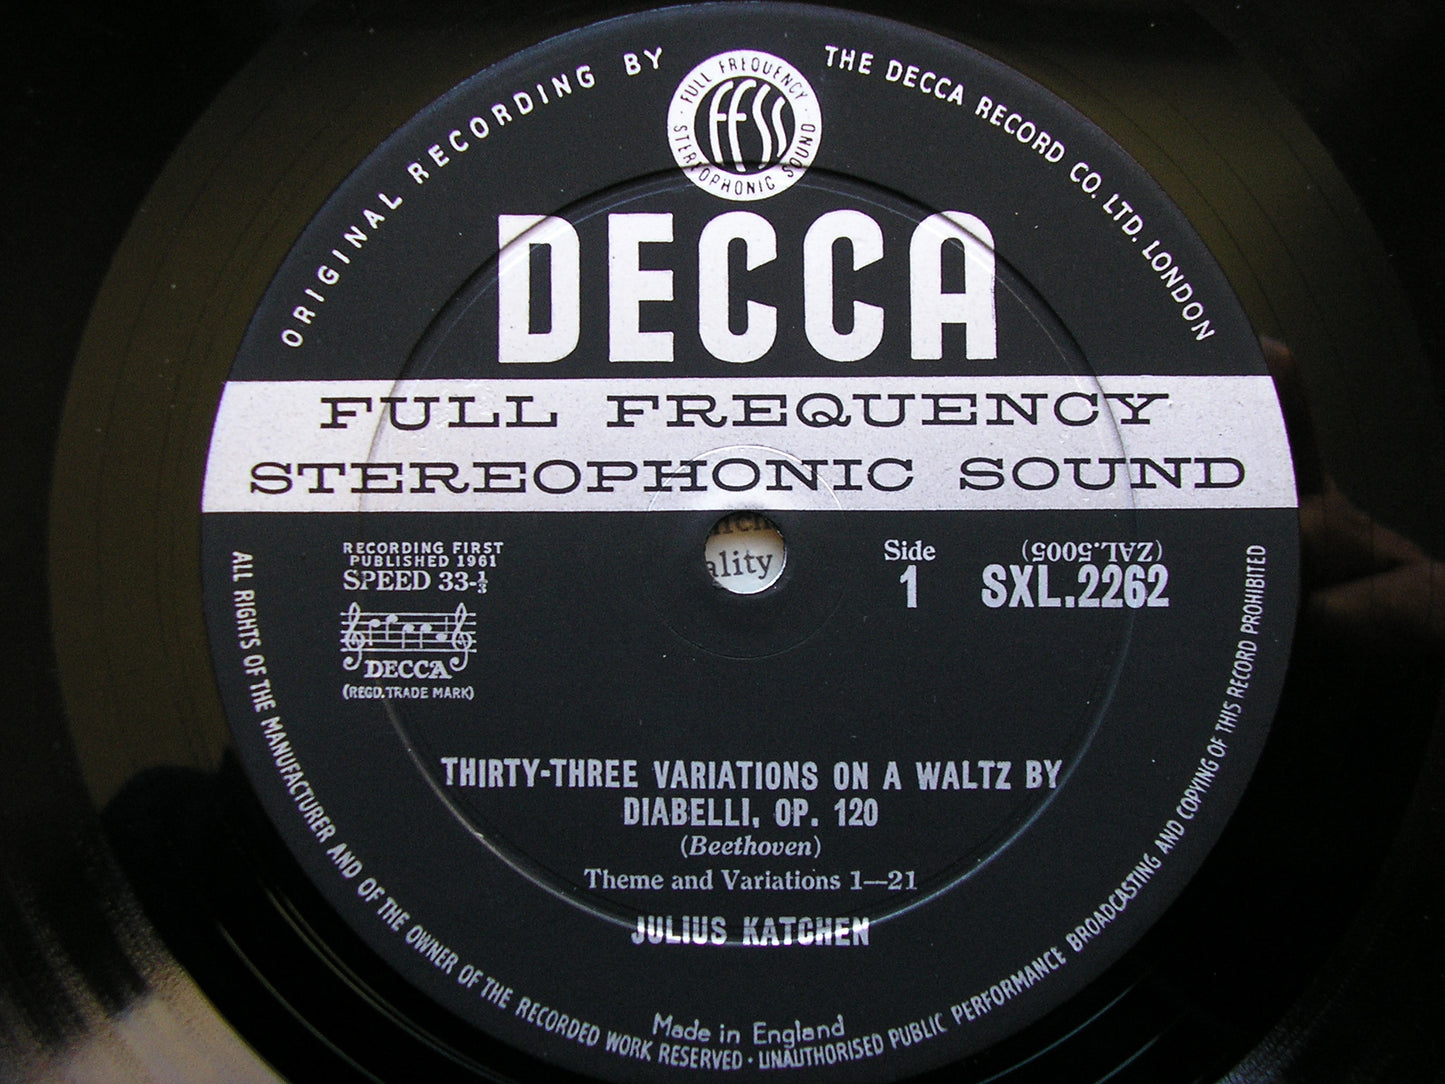 ORIGINAL RECORDING BY
THE DECCA RECORD CO. LTD. LONDON
FULL FREQUENCY
STEREOPHONIC SOUND
FFSS
DECCA
FULL FREQUENCY
STEREOPHONIC SOUND
RECORDING FIRST
PUBLISHED 1961
SPEED 33-⅓
DECCA
(REGD. TRADE MARK)
ality
Side
1
(ZAL.5005)
SXL.2262
THIRTY-THREE VARIATIONS ON A WALTZ BY
DIABELLI, OP. 120
(Beethoven)
Theme and Variations 1—21
JULIUS KATCHEN
Made in England
ALL RIGHTS OF THE MANUFACTURER AND OF THE OWNER OF THE RECORDED WORK RESERVED · UNAUTHORISED PUBLIC PERFORMANCE BROADCASTING AND COPYING OF THIS RECORD PROHIBITED